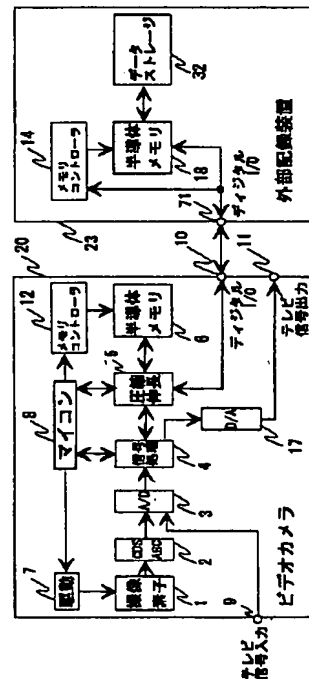 20
23
12
14
メモリ
コントローラ
メモリコントローラ
8
マイコン
5
7
駆動
圧縮
伸長
半導体
メモリ
6
半導体
メモリ
18
データ
ストレージ
32
信号
処理
4
A/D
3
CDS
AGC
2
撮像
素子
1
D/A
17
9
テレビ
信号入力
ビデオカメラ
10
ディジタル
I/O
11
テレビ
信号出力
71
ディジタル
I/O
外部記録装置